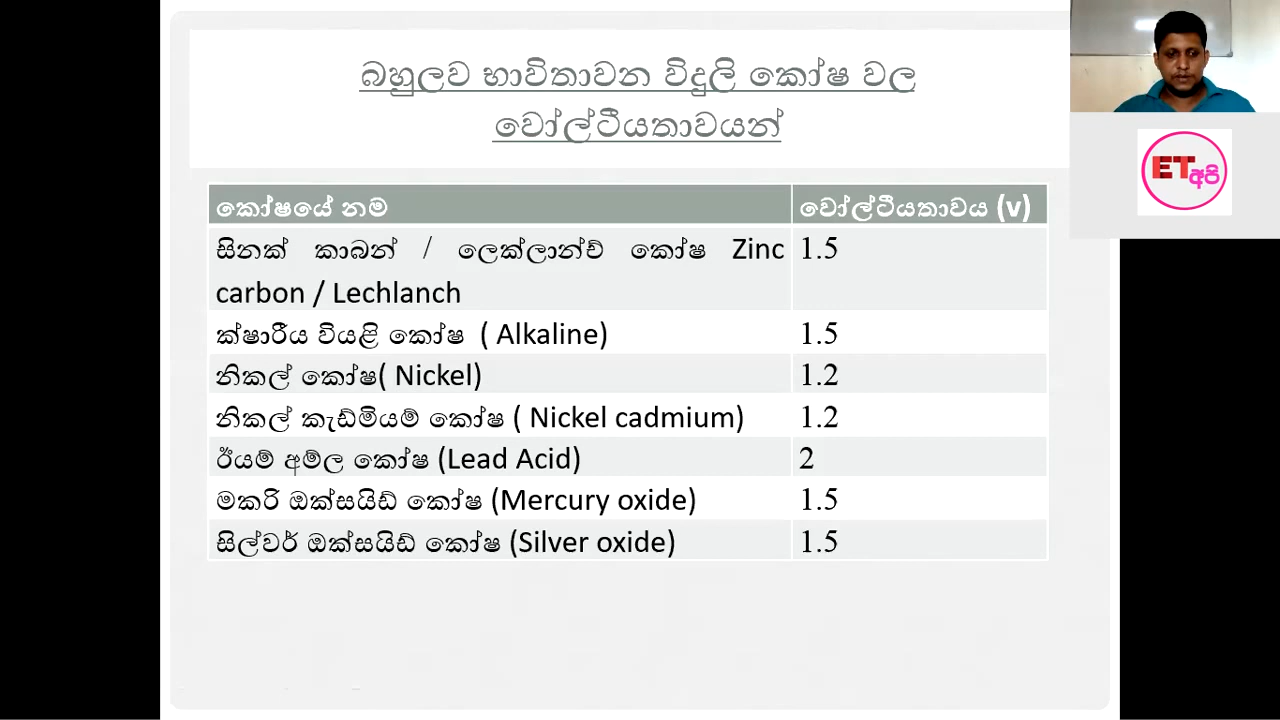 බහුලව භාවිතාවන විදුලි කෝෂ වල
වෝල්ටීයතාවයන්
කෝෂයේ නම වෝල්ටීයතාවය (v)
සිනක් කාබන් / ලෙක්ලාන්ච් කෝෂ Zinc 1.5
carbon / Lechlanch
ක්ෂාරීය වියළි කෝෂ ( Alkaline) 1.5
නිකල් කෝෂ( Nickel) 1.2
නිකල් කැඩ්මියම් කෝෂ ( Nickel cadmium) 1.2
ඊයම් අම්ල කෝෂ (Lead Acid) 2
මකරි ඔක්සයිඩ් කෝෂ (Mercury oxide) 1.5
සිල්වර් ඔක්සයිඩ් කෝෂ (Silver oxide) 1.5
ET අපි